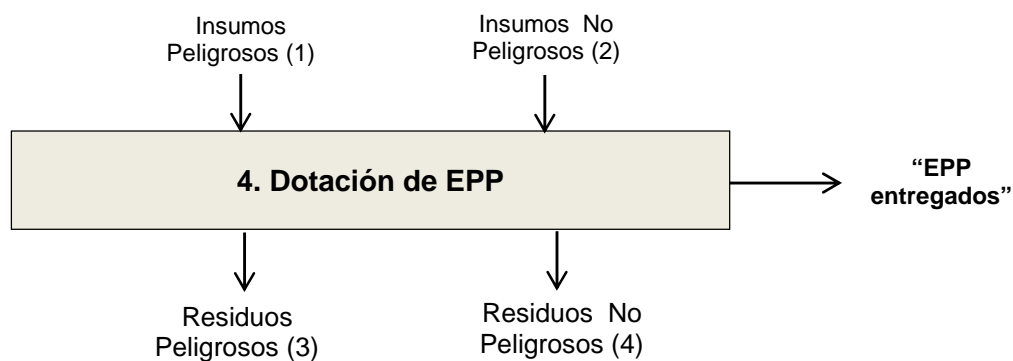 Insumos
Peligrosos (1)
Insumos No
Peligrosos (2)
4. Dotación de EPP
“EPP
entregados”
Residuos
Peligrosos (3)
Residuos No
Peligrosos (4)